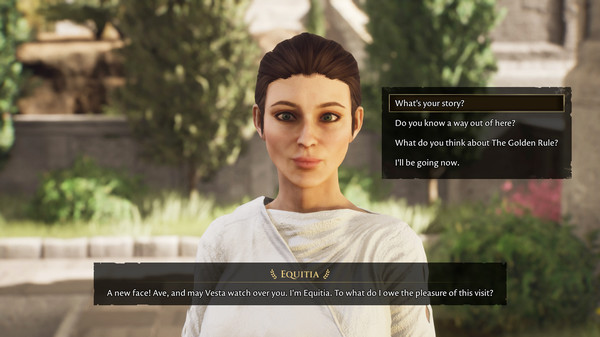 What's your story?
Do you know a way out of here?
What do you think about The Golden Rule?
I'll be going now.
Equitia
A new face! Ave, and may Vesta watch over you. I'm Equitia. To what do I owe the pleasure of this visit?